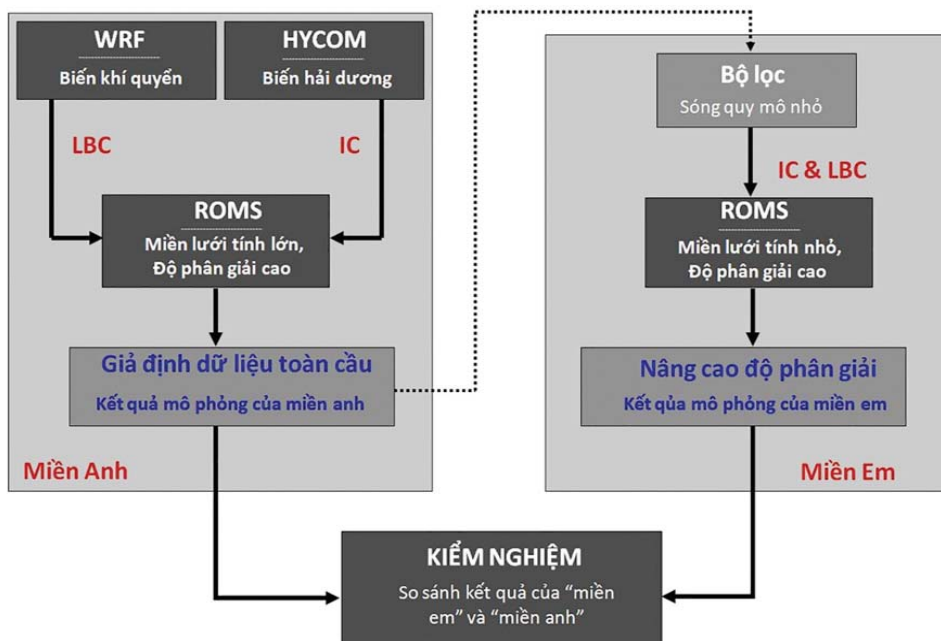 WRF
Biến khí quyển
HYCOM
Biến hải dương
LBC
IC
ROMS
Miền lưới tính lớn,
Độ phân giải cao
Giả định dữ liệu toàn cầu
Kết quả mô phỏng của miền anh
Miền Anh
Bộ lọc
Sóng quy mô nhỏ
IC & LBC
ROMS
Miền lưới tính nhỏ,
Độ phân giải cao
Nâng cao độ phân giải
Kết qủa mô phỏng của miền em
Miền Em
KIỂM NGHIỆM
So sánh kết quả của “miền
em” và “miền anh”